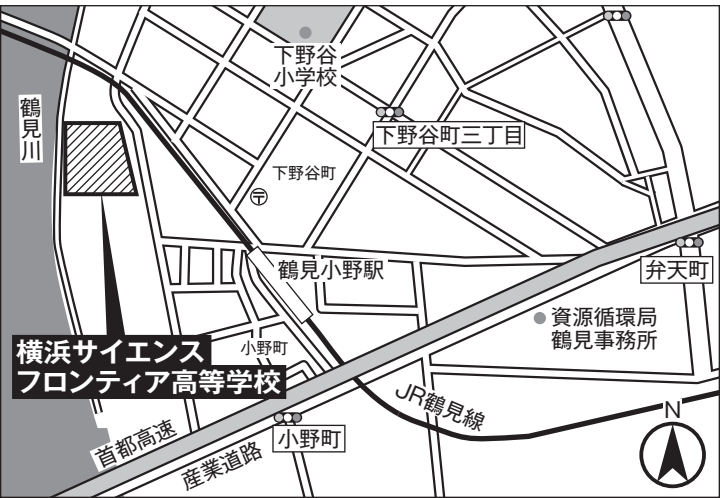 下野谷
小学校
鶴見川
下野谷町三丁目
下野谷町
〒
鶴見小野駅
弁天町
資源循環局
鶴見事務所
横浜サイエンス
フロンティア高等学校
小野町
JR鶴見線
首都高速
産業道路
小野町
N